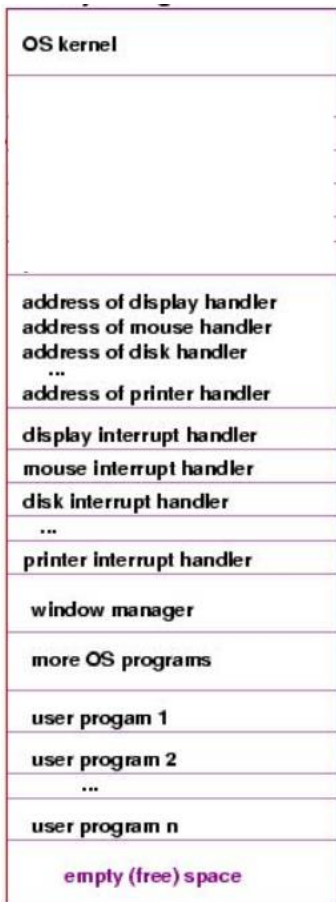 OS kernel
address of display handler
address of mouse handler
address of disk handler
...
address of printer handler
display interrupt handler
mouse interrupt handler
disk interrupt handler
...
printer interrupt handler
window manager
more OS programs
user progam 1
user program 2
...
user program n
empty (free) space